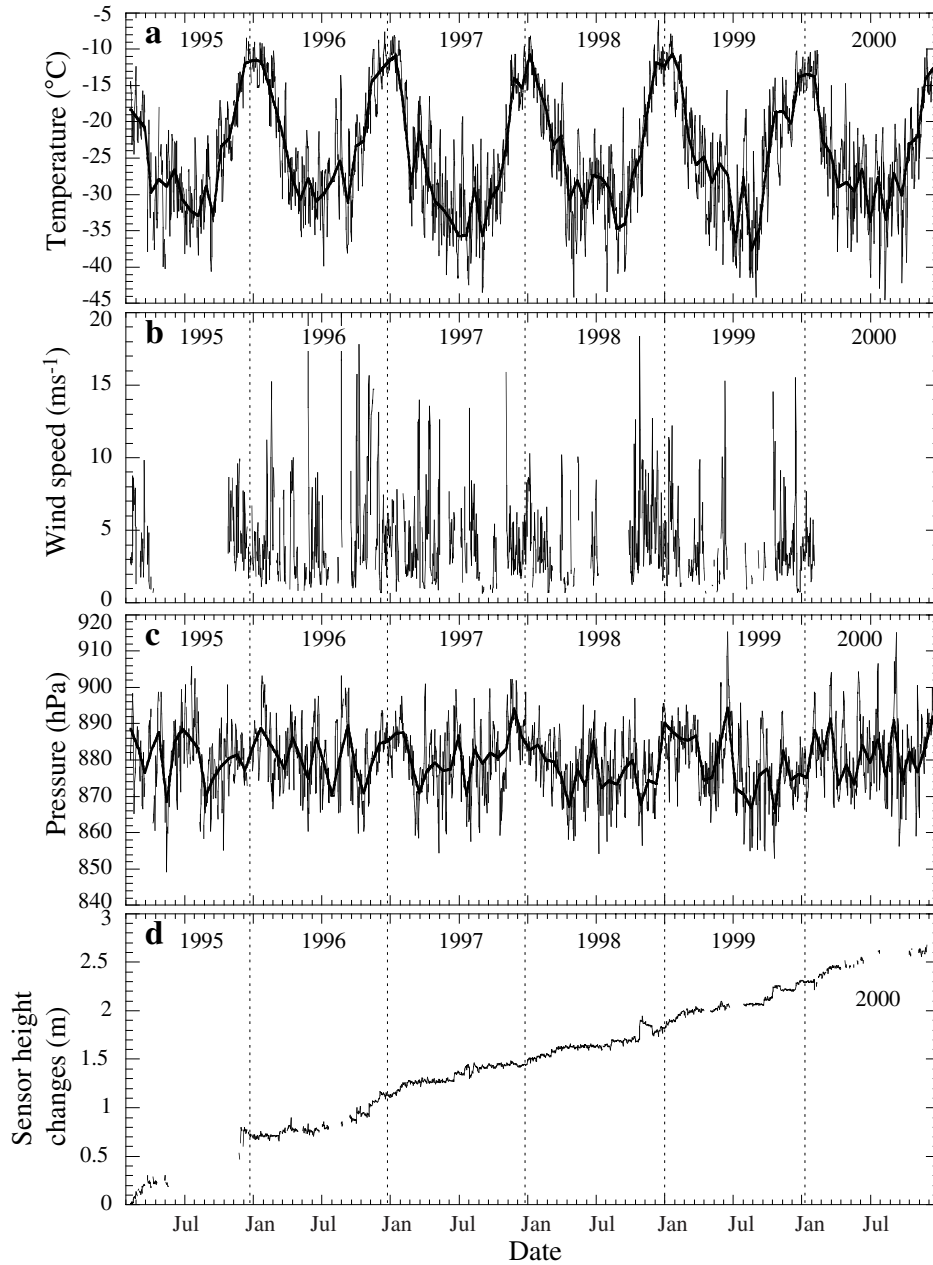 a 1995 1996 1997 1998 1999 2000
Temperature (°C)
-5
-10
-15
-20
-25
-30
-35
-40
-45
b 1995 1996 1997 1998 1999 2000
Wind speed (ms-1)
20
15
10
5
0
c 1995 1996 1997 1998 1999 2000
Pressure (hPa)
920
910
900
890
880
870
860
850
840
d 1995 1996 1997 1998 1999
2000
Sensor height
changes (m)
3
2.5
2
1.5
1
0.5
0
Jul Jan Jul Jan Jul Jan Jul Jan Jul Jan Jul
Date